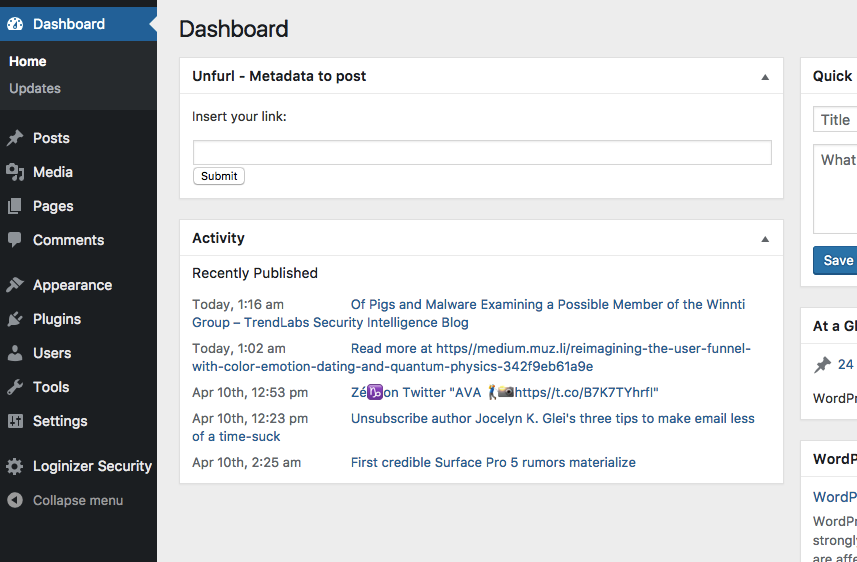 Dashboard
Home
Updates
Posts
Media
Pages
Comments
Appearance
Plugins
Users
Tools
Settings
Loginizer Security
Collapse menu
Dashboard
Unfurl - Metadata to post
Insert your link:
Submit
Activity
Recently Published
Today, 1:16 am Of Pigs and Malware Examining a Possible Member of the Winnti
Group – TrendLabs Security Intelligence Blog
Today, 1:02 am Read more at https//medium.muz.li/reimagining-the-user-funnel-
with-color-emotion-dating-and-quantum-physics-342f9eb61a9e
Apr 10th, 12:53 pm Zé♑on Twitter "AVA 🏌📷https//t.co/B7K7TYhrfI"
Apr 10th, 12:23 pm Unsubscribe author Jocelyn K. Glei's three tips to make email less
of a time-suck
Apr 10th, 2:25 am First credible Surface Pro 5 rumors materialize
Quick
Title
What
Save
At a Gl
24
WordPr
WordP
WordP
WordPr
strongly
are affe